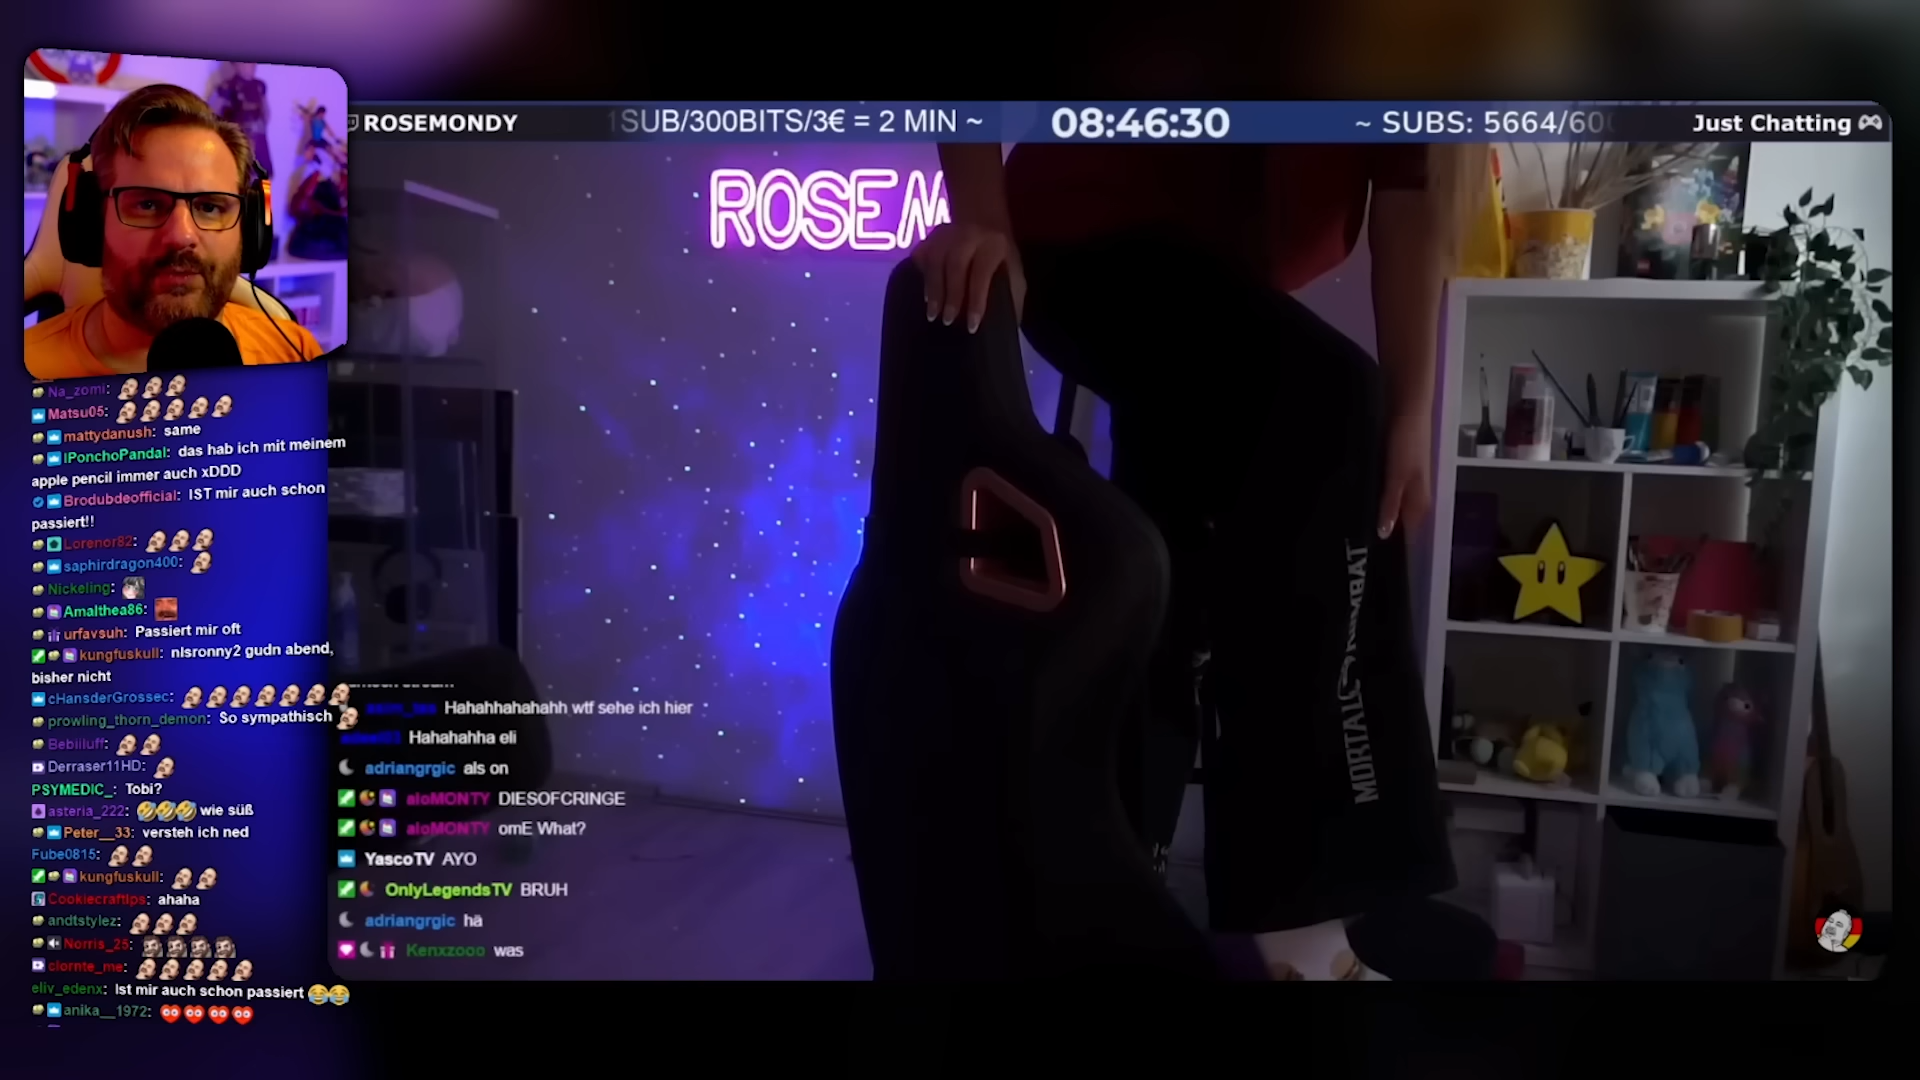 ROSEMONDY
1SUB/300BITS/3€ = 2 MIN ~
08:46:30
~ SUBS: 5664/60
Just Chatting
ROSEM
MORTAL KOMBAT
Na_zomi:
Matsu05:
mattydanush: same
IPonchoPandaI: das hab ich mit meinem
apple pencil immer auch xDDD
Brodubdeofficial: IST mir auch schon
passiert!!
Lorenor82:
saphirdragon400:
Nickeling:
Amalthea86:
urfavsuh: Passiert mir oft
kungfuskull: nlsronny2 gudn abend,
bisher nicht
cHansderGrossec:
prowling_thorn_demon: So sympathisch
Bebiiluff:
Derraser11HD:
PSYMEDIC_: Tobi?
asteria_222: 🤣🤣🤣 wie süß
Peter__33: versteh ich ned
Fube0815:
kungfuskull:
Cookiecraftips: ahaha
andtstylez:
Norris_25:
clornte_me:
eliv_edenx: Ist mir auch schon passiert 😂😂
anika__1972:
Hahahhahahahh wtf sehe ich hier
Hahahahha eli
adriangrgic als on
aloMONTY DIESOFCRINGE
aloMONTY omE What?
YascoTV AYO
OnlyLegendsTV BRUH
adriangrgic hä
Kenxzooo was